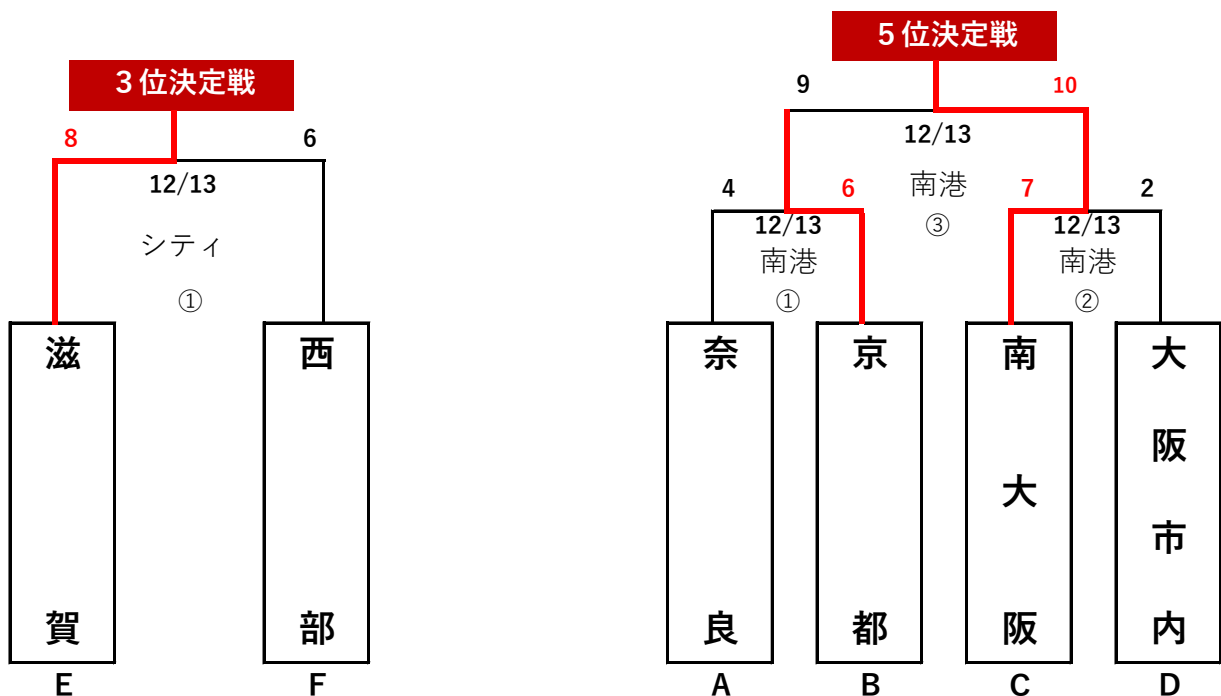 3位決定戦
8
6
12/13
シティ
①
滋賀
西部
E
F
5位決定戦
9
10
12/13
南港
③
4
6
7
2
12/13
南港
①
12/13
南港
②
奈良
京都
南大阪
大阪市内
A
B
C
D